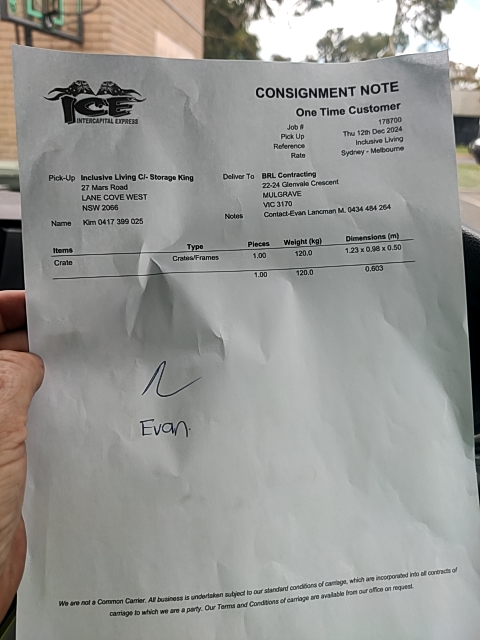 ICE
INTERCAPITAL EXPRESS
CONSIGNMENT NOTE
One Time Customer
Job # 178700
Pick Up Thu 12th Dec 2024
Reference Inclusive Living
Rate Sydney - Melbourne
Pick-Up Inclusive Living C/- Storage King
27 Mars Road
LANE COVE WEST
NSW 2066
Name Kim 0417 399 025
Deliver To BRL Contracting
22-24 Glenvale Crescent
MULGRAVE
VIC 3170
Notes Contact-Evan Lancman M. 0434 484 264
Items Type Pieces Weight (kg) Dimensions (m)
Crate Crates/Frames 1.00 120.0 1.23 x 0.98 x 0.50
1.00 120.0 0.603
Evan.
We are not a Common Carrier. All business is undertaken subject to our standard conditions of carriage, which are incorporated into all contracts of
carriage to which we are a party. Our Terms and Conditions of carriage are available from our office on request.